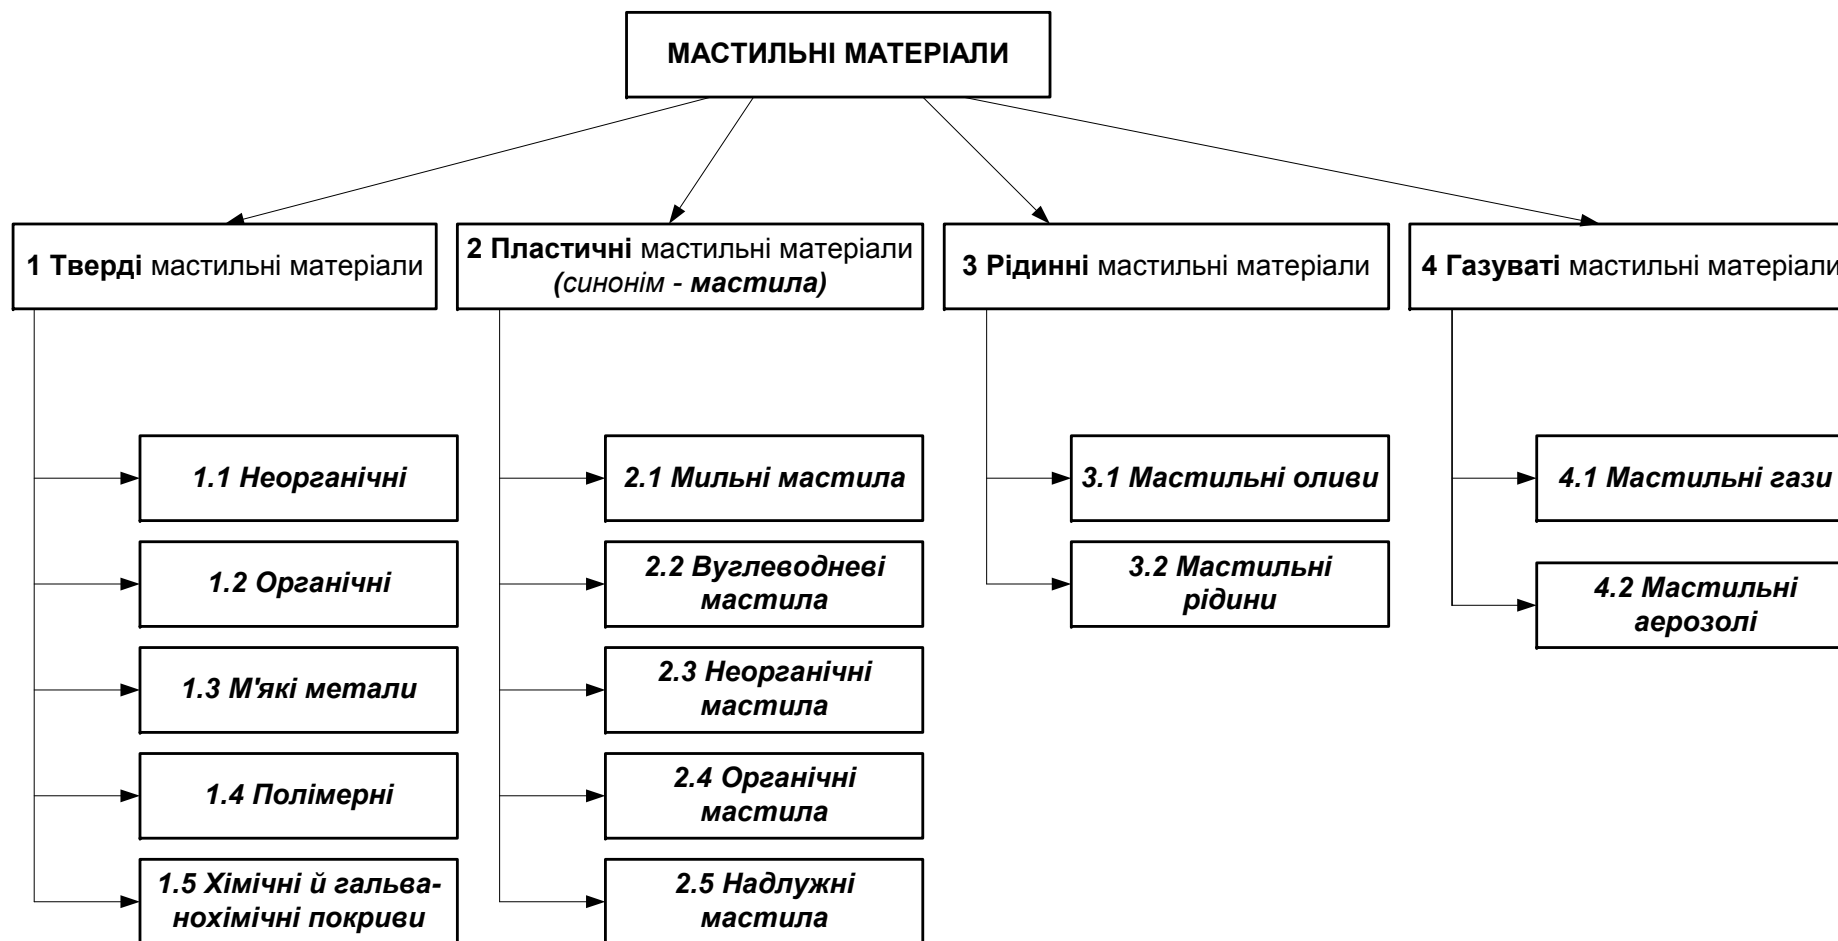 МАСТИЛЬНІ МАТЕРІАЛИ
1 Тверді мастильні матеріали
2 Пластичні мастильні матеріали
(синонім - мастила)
3 Рідинні мастильні матеріали
4 Газуваті мастильні матеріали
1.1 Неорганічні
1.2 Органічні
1.3 М'які метали
1.4 Полімерні
1.5 Хімічні й гальва-
нохімічні покриви
2.1 Мильні мастила
2.2 Вуглеводневі
мастила
2.3 Неорганічні
мастила
2.4 Органічні
мастила
2.5 Надлужні
мастила
3.1 Мастильні оливи
3.2 Мастильні
рідини
4.1 Мастильні гази
4.2 Мастильні
аерозолі